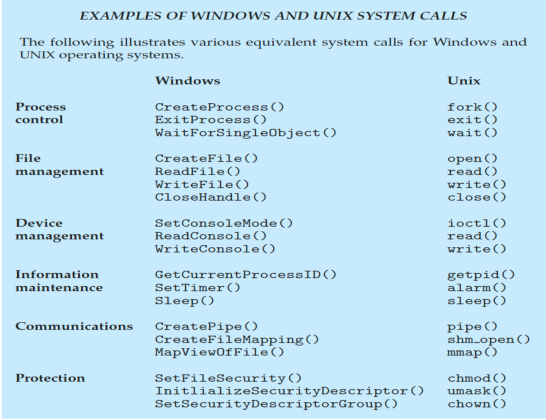 EXAMPLES OF WINDOWS AND UNIX SYSTEM CALLS
The following illustrates various equivalent system calls for Windows and
UNIX operating systems.
Windows Unix
Process CreateProcess() fork()
control ExitProcess() exit()
WaitForSingleObject() wait()
File CreateFile() open()
management ReadFile() read()
WriteFile() write()
CloseHandle() close()
Device SetConsoleMode() ioctl()
management ReadConsole() read()
WriteConsole() write()
Information GetCurrentProcessID() getpid()
maintenance SetTimer() alarm()
Sleep() sleep()
Communications CreatePipe() pipe()
CreateFileMapping() shm_open()
MapViewOfFile() mmap()
Protection SetFileSecurity() chmod()
InitlializeSecurityDescriptor() umask()
SetSecurityDescriptorGroup() chown()